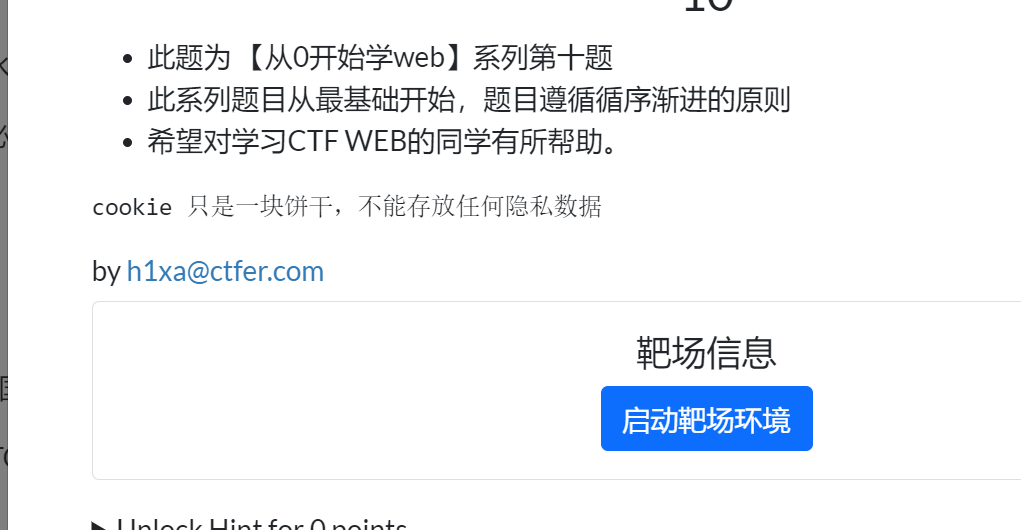 10
此题为 【从0开始学web】系列第十题
此系列题目从最基础开始，题目遵循循序渐进的原则
希望对学习CTF WEB的同学有所帮助。
cookie 只是一块饼干，不能存放任何隐私数据
by h1xa@ctfer.com
靶场信息
启动靶场环境
Unlock Hint for 0 points